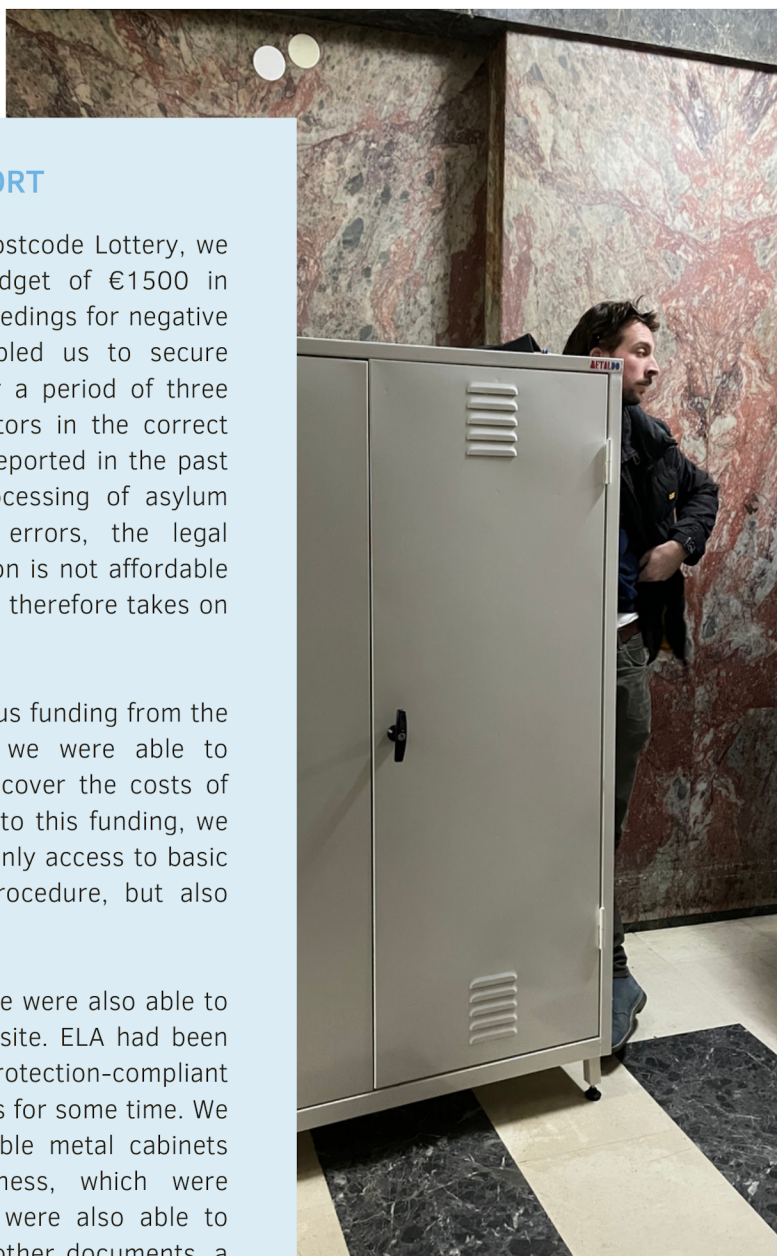 ORT
ostcode Lottery, we
dget of €1500 in
edings for negative
bled us to secure
r a period of three
tors in the correct
eported in the past
ocessing of asylum
errors, the legal
on is not affordable
therefore takes on
us funding from the
we were able to
cover the costs of
to this funding, we
nly access to basic
rocedure, but also
e were also able to
site. ELA had been
rotection-compliant
s for some time. We
ble metal cabinets
ness, which were
were also able to
other documents, a
METALDO